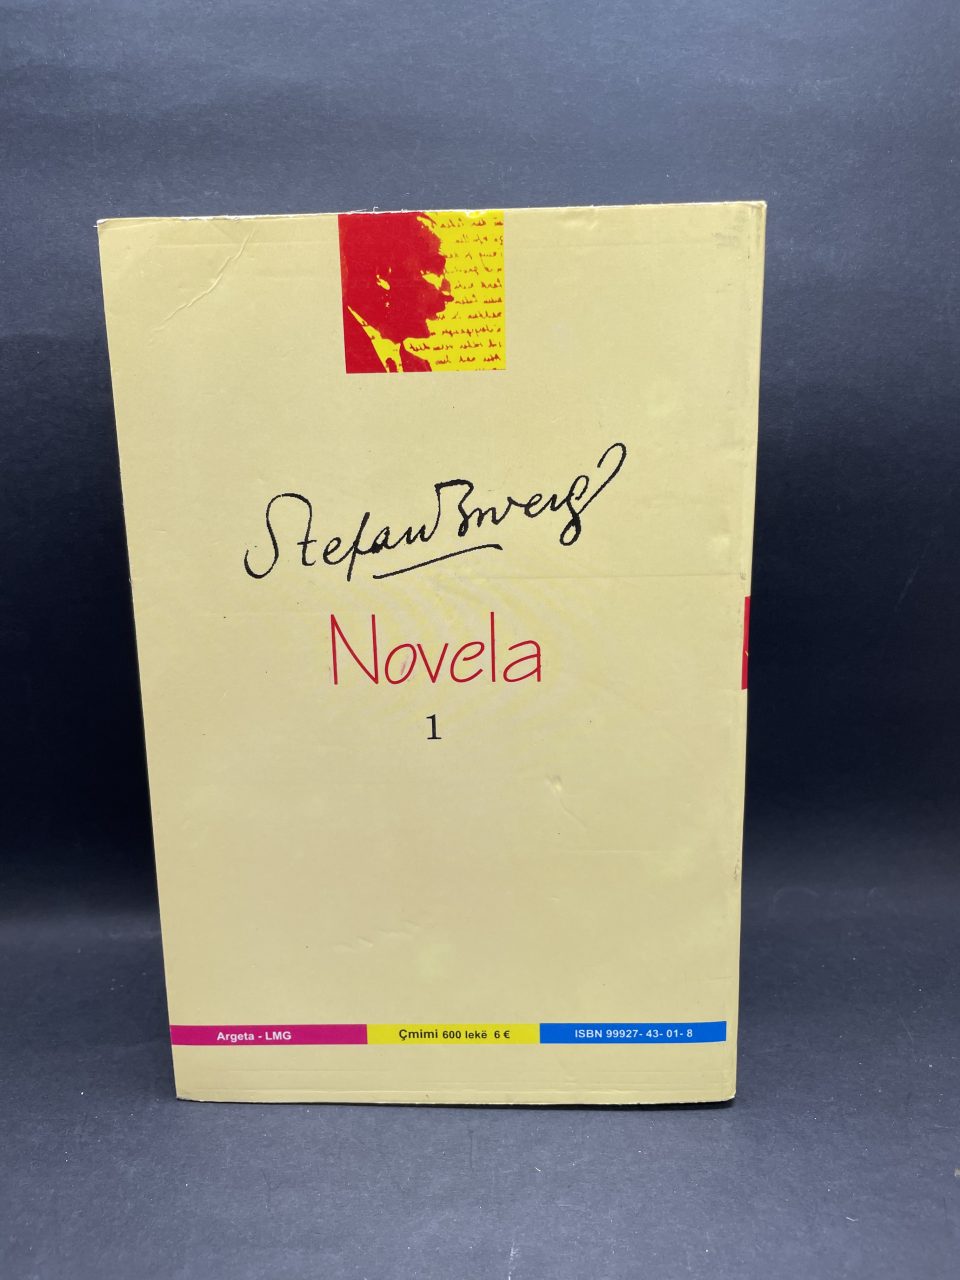 Stefan Zweig
Novela
1
Argeta - LMG
Çmimi 600 lekë 6 €
ISBN 99927- 43- 01- 8